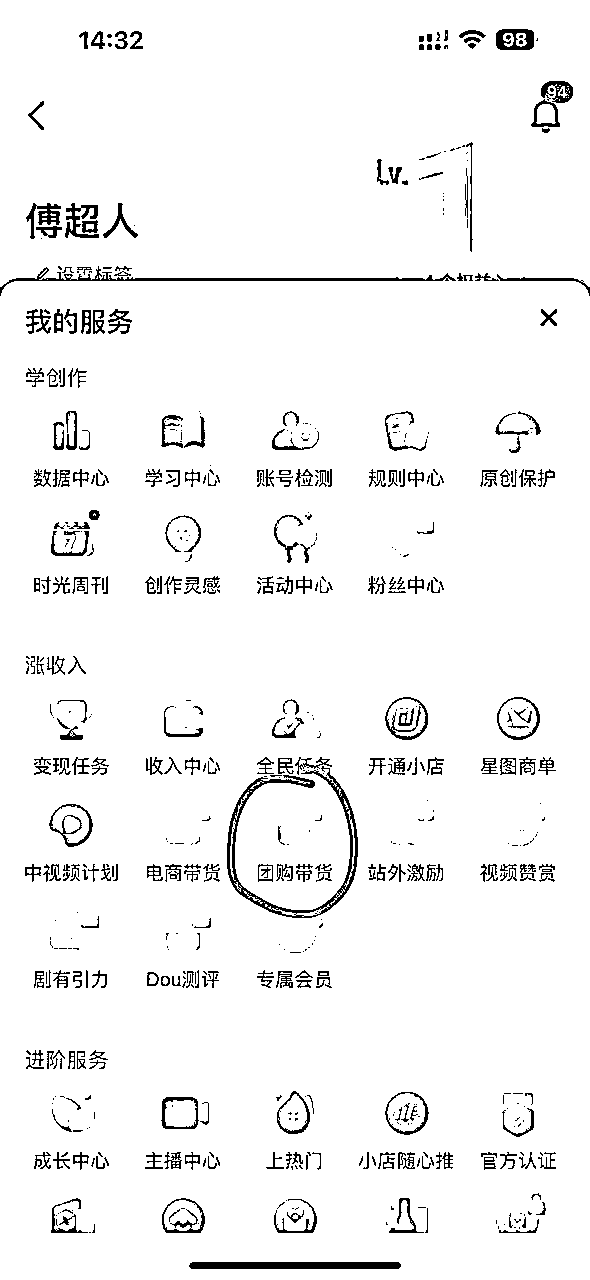 14:32
98
94
Lv.
傅超人
设置标签
我的服务
学创作
数据中心 学习中心 账号检测 规则中心 原创保护
7
时光周刊 创作灵感 活动中心 粉丝中心
涨收入
变现任务 收入中心 全民任务 开通小店 星图商单
中视频计划 电商带货 团购带货 站外激励 视频赞赏
剧有引力 Dou测评 专属会员
进阶服务
成长中心 主播中心 上热门 小店随心推 官方认证